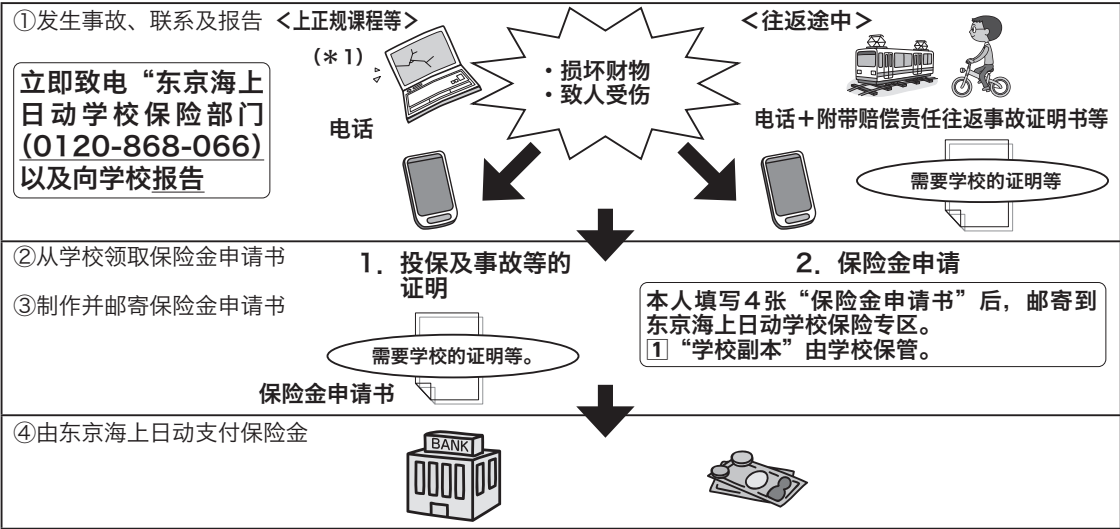 ①发生事故、联系及报告
＜上正规课程等＞
（＊1）
立即致电“东京海上
日动学校保险部门
(0120-868-066)
以及向学校报告
电话
・损坏财物
・致人受伤
＜往返途中＞
电话＋附带赔偿责任往返事故证明书等
需要学校的证明等
②从学校领取保险金申请书
③制作并邮寄保险金申请书
1．投保及事故等的
证明
需要学校的证明等。
保险金申请书
2．保险金申请
本人填写4张“保险金申请书”后，邮寄到
东京海上日动学校保险专区。
1 “学校副本”由学校保管。
④由东京海上日动支付保险金
BANK